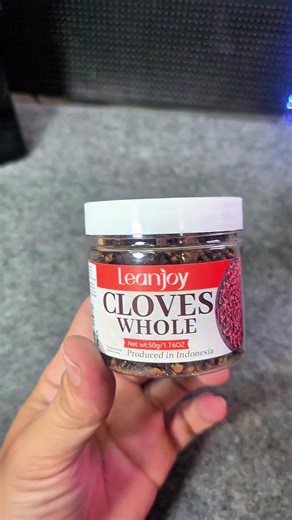 Leanjoy
CLOVES
WHOLE
Net wt:50g/1.76OZ
Produced in Indonesia